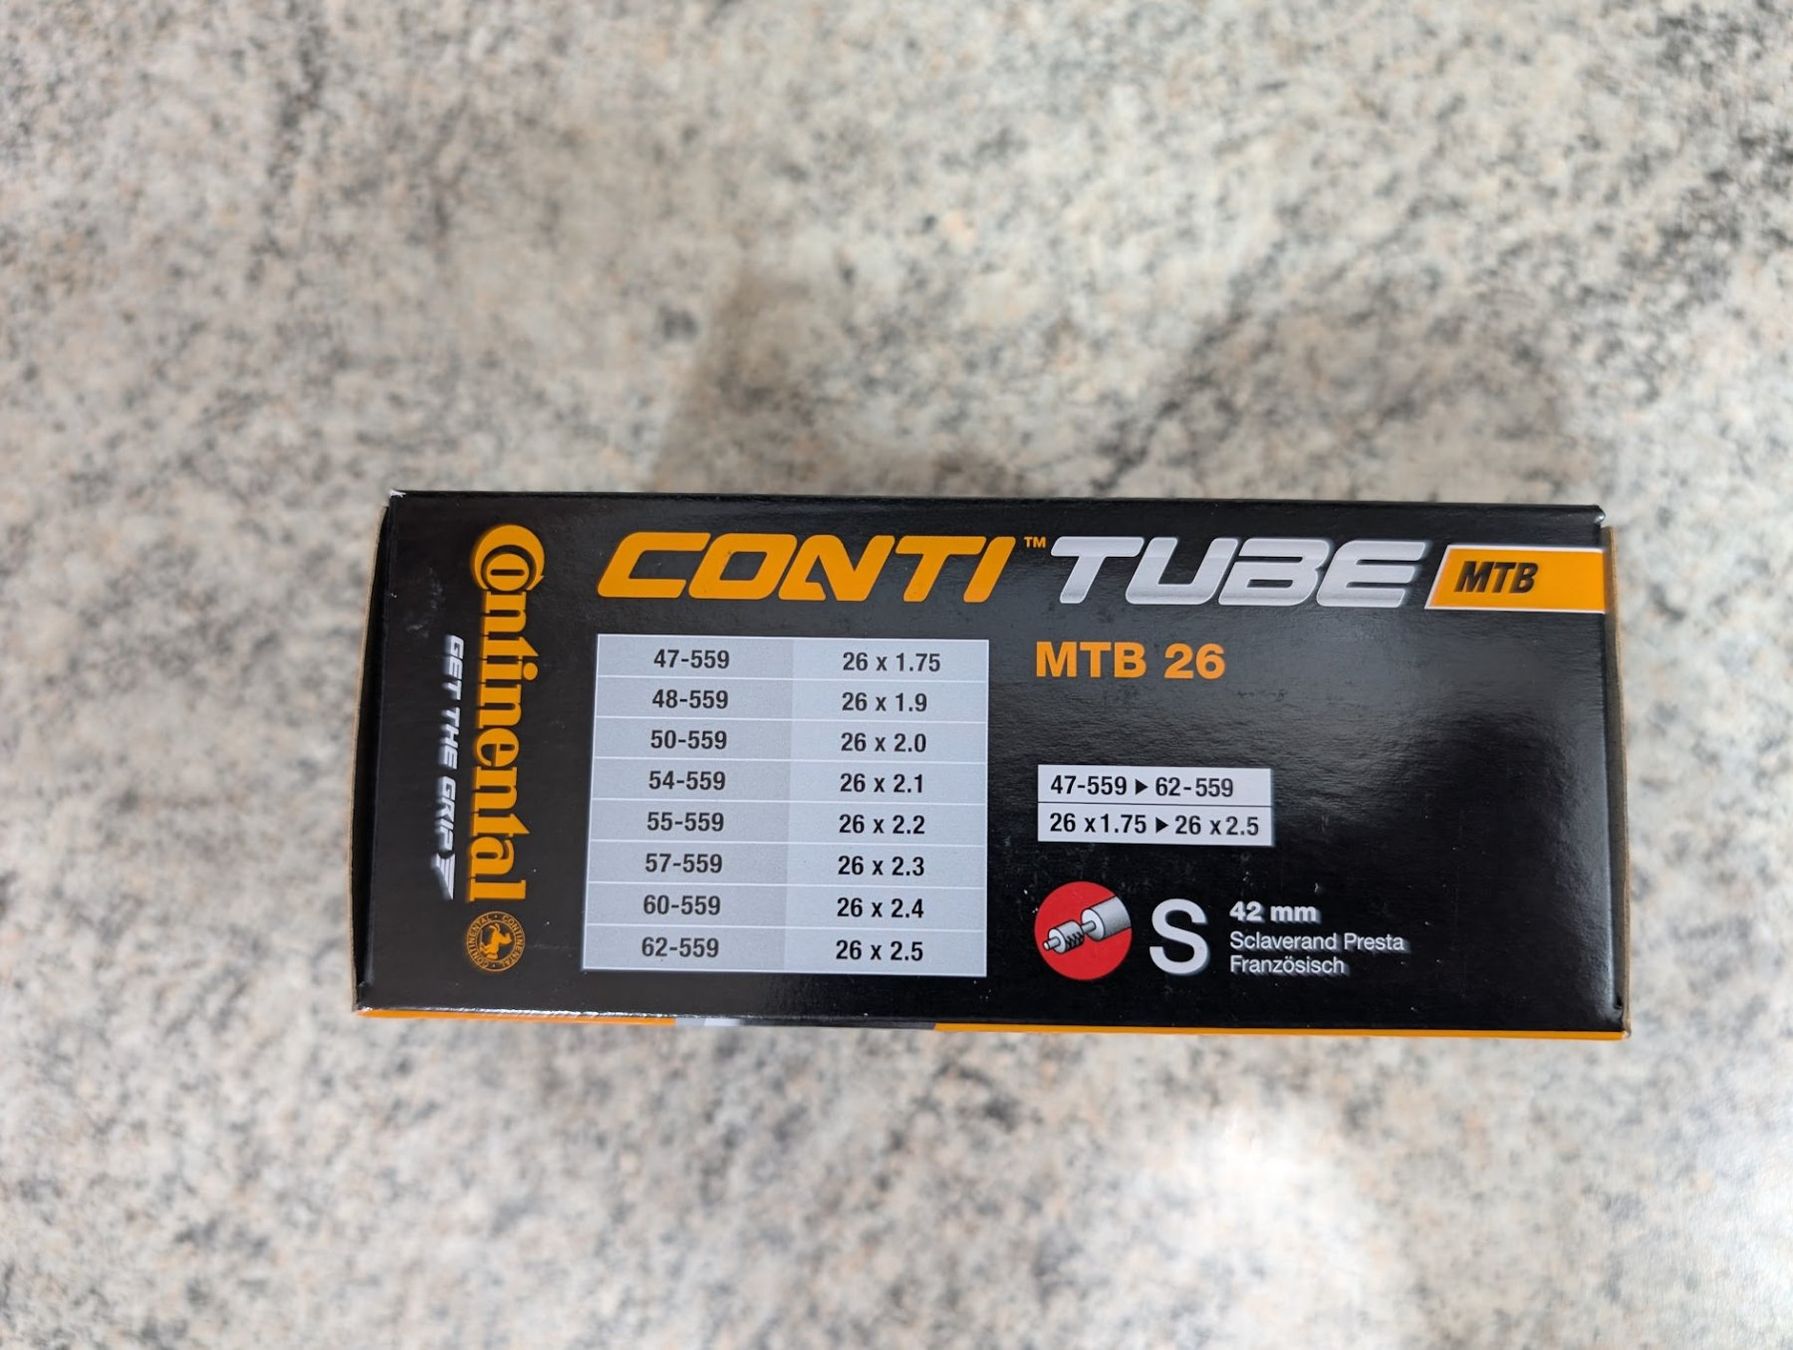 Continental
GET THE GRIP
CONTINENTAL · CONTINENTAL ·
CONTI™ TUBE MTB
47-559 26 x 1.75
48-559 26 x 1.9
50-559 26 x 2.0
54-559 26 x 2.1
55-559 26 x 2.2
57-559 26 x 2.3
60-559 26 x 2.4
62-559 26 x 2.5
MTB 26
47-559 ▶ 62-559
26 x 1.75 ▶ 26 x 2.5
S
42 mm
Sclaverand Presta
Französisch